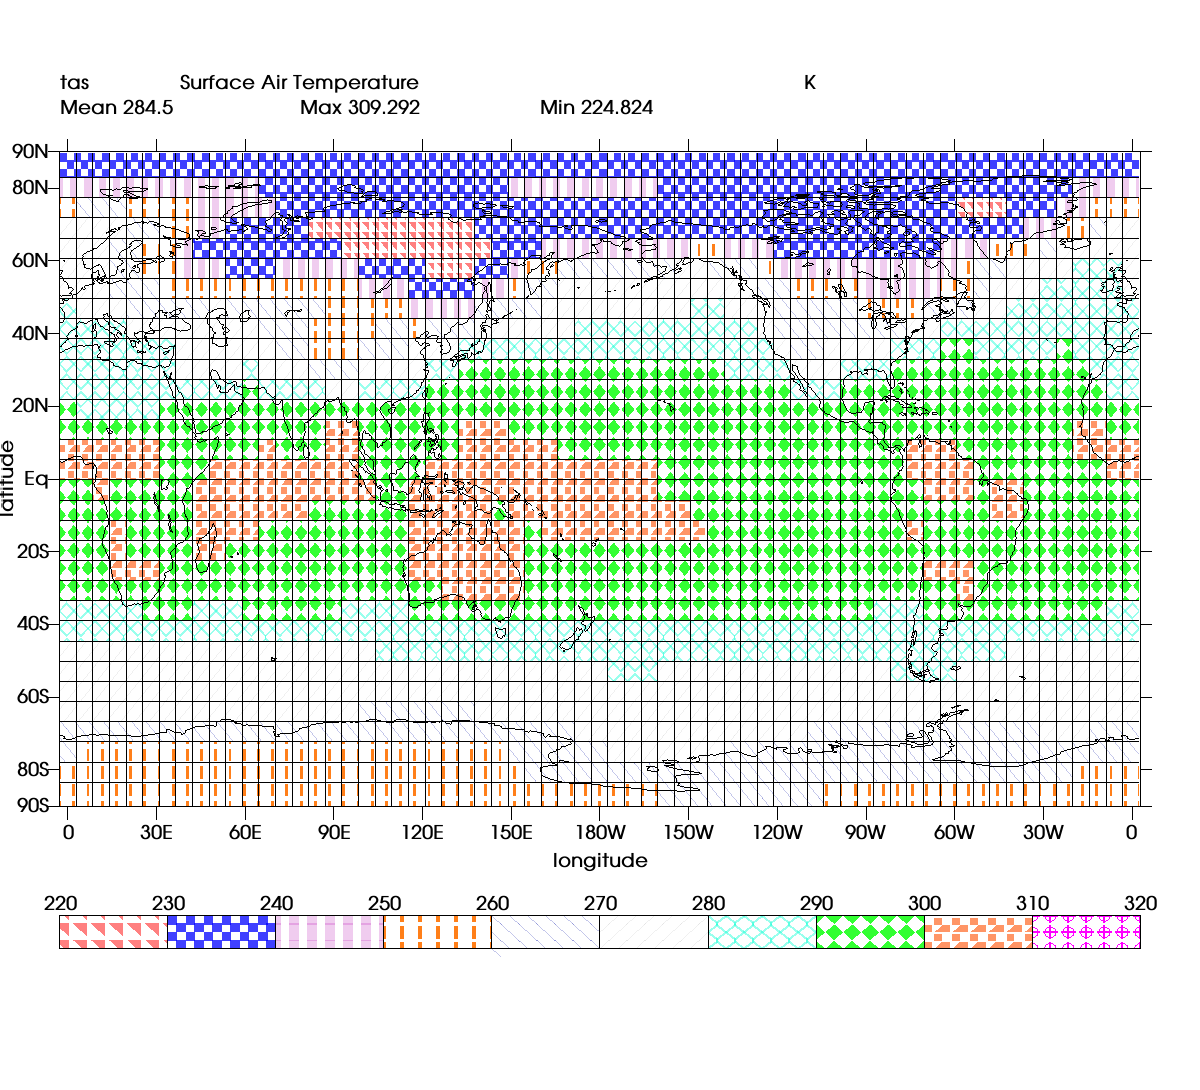 tas Surface Air Temperature K
Mean 284.5 Max 309.292 Min 224.824
90N
80N
60N
40N
20N
Eq
20S
40S
60S
80S
90S
latitude
0 30E 60E 90E 120E 150E 180W 150W 120W 90W 60W 30W 0
longitude
220 230 240 250 260 270 280 290 300 310 320